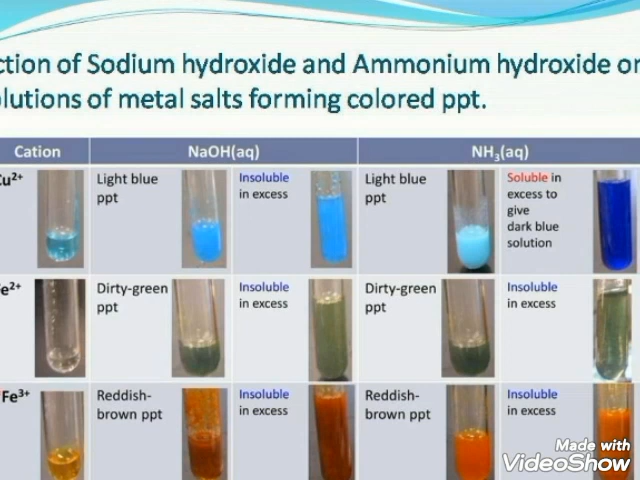 ction of Sodium hydroxide and Ammonium hydroxide on
lutions of metal salts forming colored ppt.
Cation NaOH(aq) NH₃(aq)
Cu²⁺ Light blue ppt Insoluble in excess Light blue ppt Soluble in excess to give dark blue solution
e²⁺ Dirty-green ppt Insoluble in excess Dirty-green ppt Insoluble in excess
Fe³⁺ Reddish-brown ppt Insoluble in excess Reddish-brown ppt Insoluble in excess
Made with
VideoShow